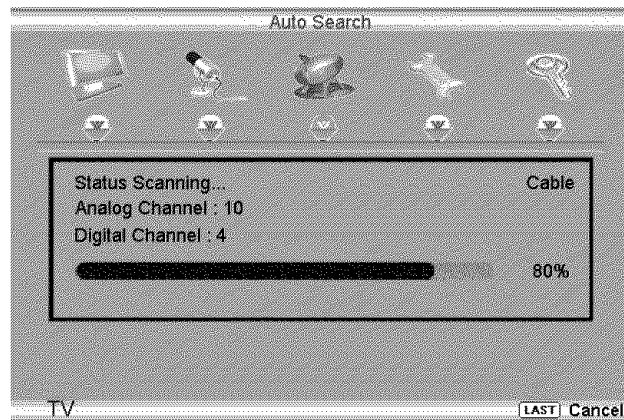 Auto Search
Status Scanning... Cable
Analog Channel : 10
Digital Channel : 4
80%
TV LAST Cancel